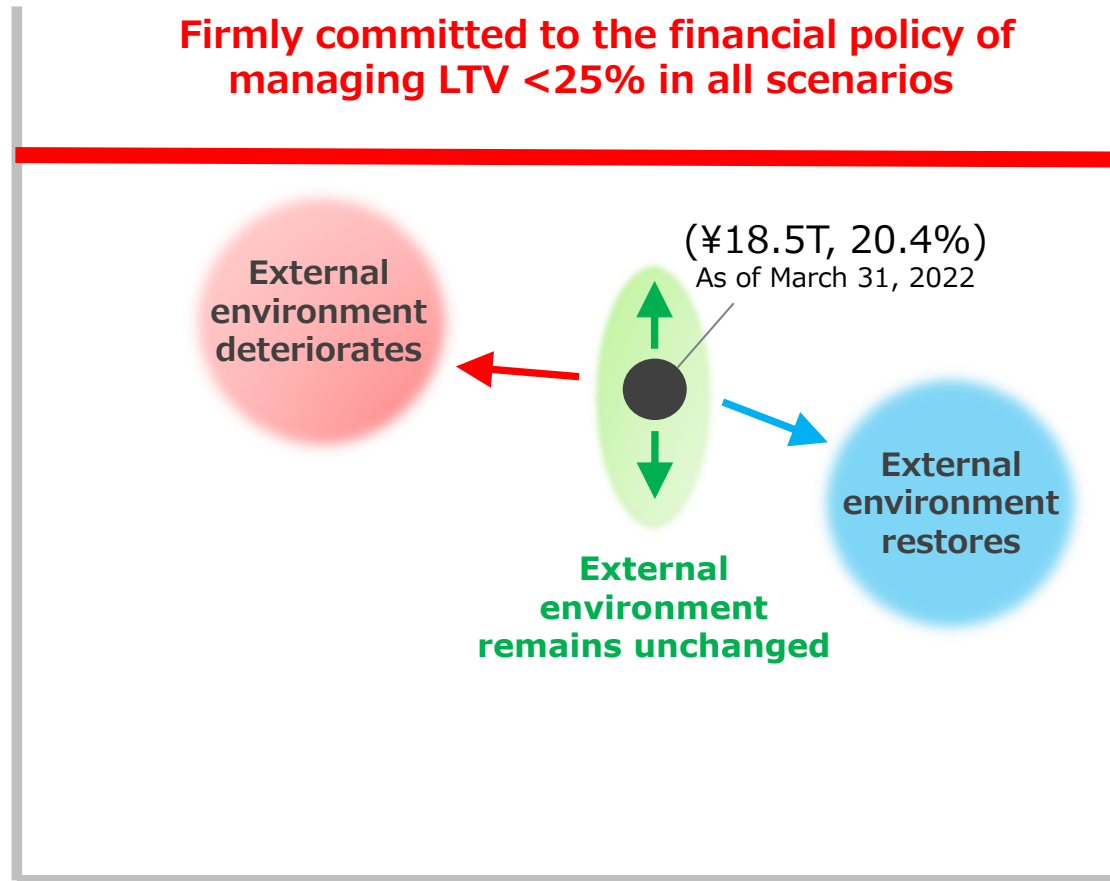 Firmly committed to the financial policy of
managing LTV <25% in all scenarios
External
environment
deteriorates
(¥18.5T, 20.4%)
As of March 31, 2022
External
environment
restores
External
environment
remains unchanged